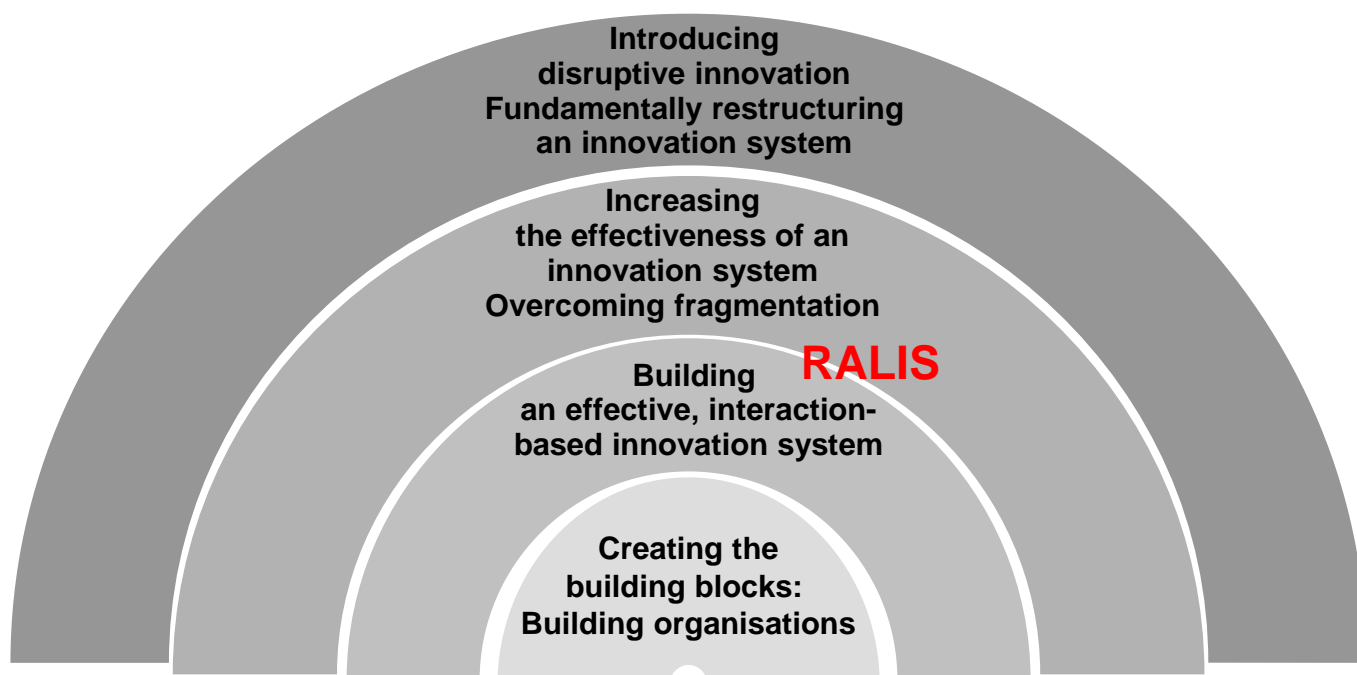 Introducing
disruptive innovation
Fundamentally restructuring
an innovation system
Increasing
the effectiveness of an
innovation system
Overcoming fragmentation
RALIS
Building
an effective, interaction-
based innovation system
Creating the
building blocks:
Building organisations